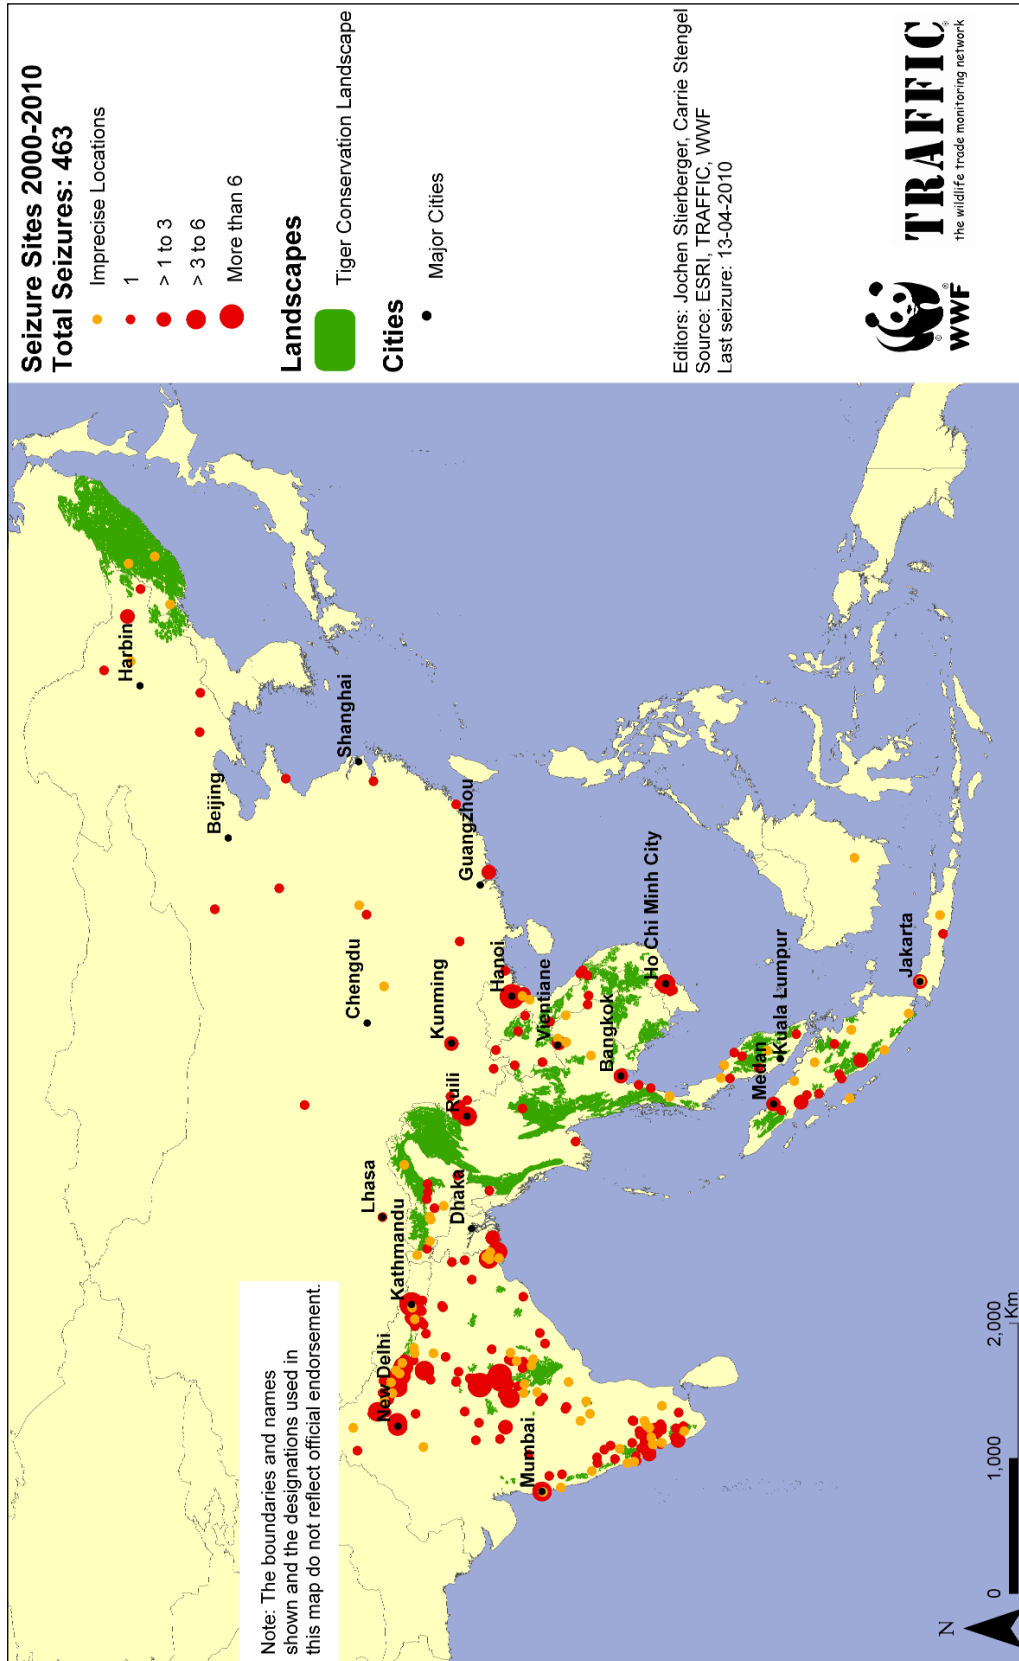 Seizure Sites 2000-2010
Total Seizures: 463
Imprecise Locations
1
> 1 to 3
> 3 to 6
More than 6
Landscapes
Tiger Conservation Landscape
Cities
Major Cities
Editors: Jochen Stierberger, Carrie Stengel
Source: ESRI, TRAFFIC, WWF
Last seizure: 13-04-2010
©
®
WWF
TRAFFIC
®
the wildlife trade monitoring network
Harbin
Beijing
Shanghai
Chengdu
Guangzhou
Kunming
Hanoi
Ruili
Lhasa
Kathmandu
New Delhi
Dhaka
Vientiane
Mumbai
Bangkok
Ho Chi Minh City
Medan
Kuala Lumpur
Jakarta
Note: The boundaries and names
shown and the designations used in
this map do not reflect official endorsement.
N
0
1,000
2,000
Km